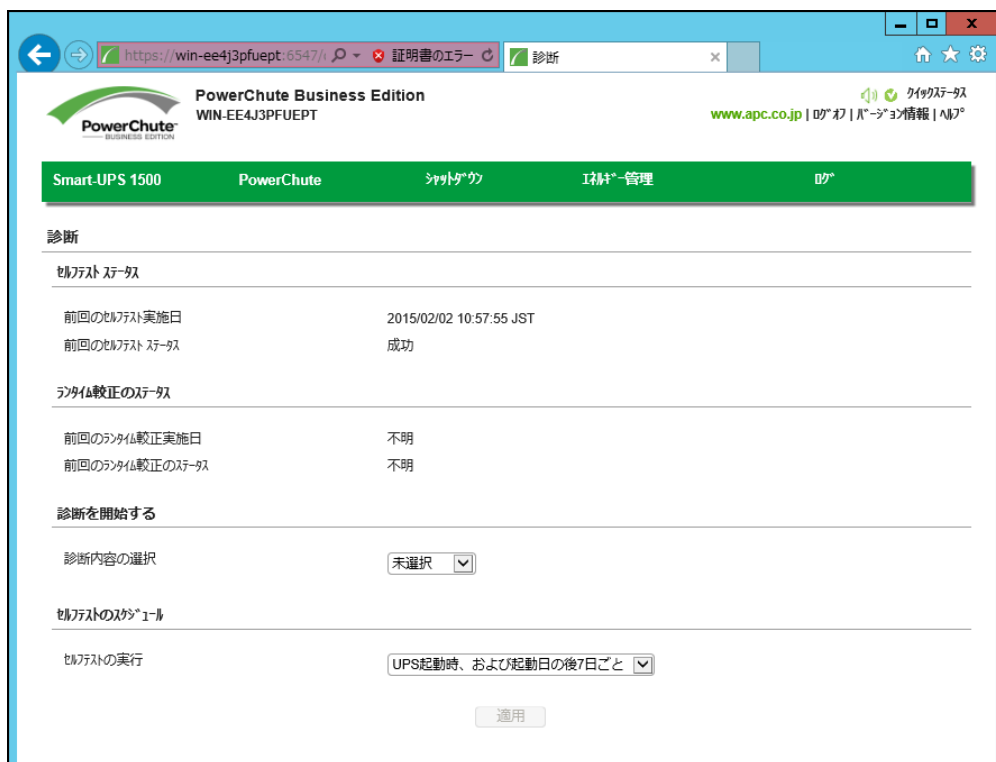 https://win-ee4j3pfuept:6547/
証明書のエラー
診断
PowerChute
BUSINESS EDITION
PowerChute Business Edition
WIN-EE4J3PFUEPT
ｸｲｯｸｽﾃｰﾀｽ
www.apc.co.jp | ﾛｸﾞｵﾌ | ﾊﾞｰｼﾞｮﾝ情報 | ﾍﾙﾌﾟ
Smart-UPS 1500 PowerChute ｼｬｯﾄﾀﾞｳﾝ ｴﾈﾙｷﾞｰ管理 ﾛｸﾞ
診断
ｾﾙﾌﾃｽﾄ ｽﾃｰﾀｽ
前回のｾﾙﾌﾃｽﾄ実施日 2015/02/02 10:57:55 JST
前回のｾﾙﾌﾃｽﾄ ｽﾃｰﾀｽ 成功
ﾗﾝﾀｲﾑ較正のｽﾃｰﾀｽ
前回のﾗﾝﾀｲﾑ較正実施日 不明
前回のﾗﾝﾀｲﾑ較正のｽﾃｰﾀｽ 不明
診断を開始する
診断内容の選択 未選択
ｾﾙﾌﾃｽﾄのｽｹｼﾞｭｰﾙ
ｾﾙﾌﾃｽﾄの実行 UPS起動時、および起動日の後7日ごと
適用